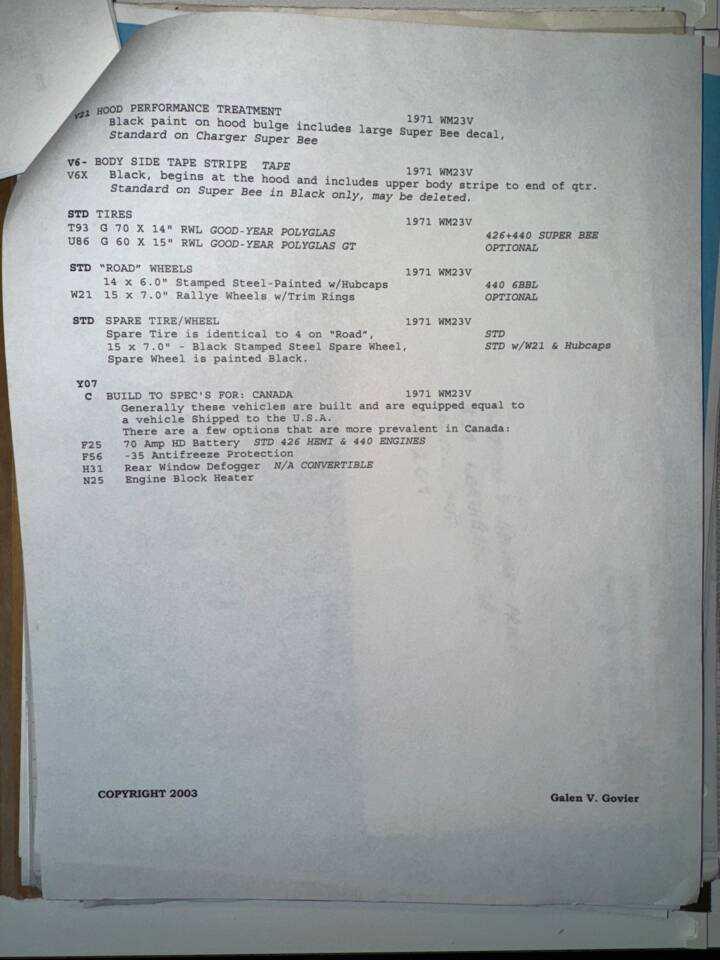 V21 HOOD PERFORMANCE TREATMENT 1971 WM23V
Black paint on hood bulge includes large Super Bee decal,
Standard on Charger Super Bee
V6- BODY SIDE TAPE STRIPE TAPE 1971 WM23V
V6X Black, begins at the hood and includes upper body stripe to end of qtr.
Standard on Super Bee in Black only, may be deleted.
STD TIRES 1971 WM23V
T93 G 70 X 14" RWL GOOD-YEAR POLYGLAS 426+440 SUPER BEE
U86 G 60 X 15" RWL GOOD-YEAR POLYGLAS GT OPTIONAL
STD "ROAD" WHEELS 1971 WM23V
14 x 6.0" Stamped Steel-Painted w/Hubcaps 440 6BBL
W21 15 x 7.0" Rallye Wheels w/Trim Rings OPTIONAL
STD SPARE TIRE/WHEEL 1971 WM23V
Spare Tire is identical to 4 on "Road", STD
15 x 7.0" - Black Stamped Steel Spare Wheel, STD w/W21 & Hubcaps
Spare Wheel is painted Black.
Y07
C BUILD TO SPEC'S FOR: CANADA 1971 WM23V
Generally these vehicles are built and are equipped equal to
a vehicle Shipped to the U.S.A.
There are a few options that are more prevalent in Canada:
F25 70 Amp HD Battery STD 426 HEMI & 440 ENGINES
F56 -35 Antifreeze Protection
H31 Rear Window Defogger N/A CONVERTIBLE
N25 Engine Block Heater
COPYRIGHT 2003 Galen V. Govier